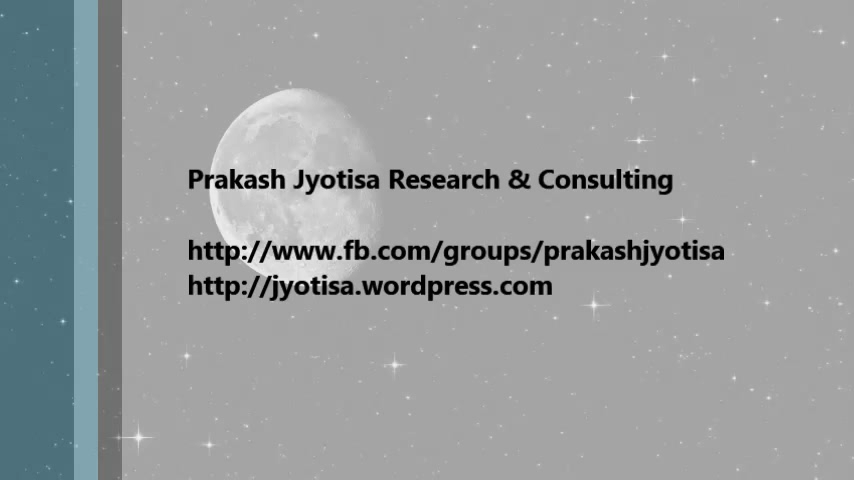 Prakash Jyotisa Research & Consulting
http://www.fb.com/groups/prakashjyotisa
http://jyotisa.wordpress.com